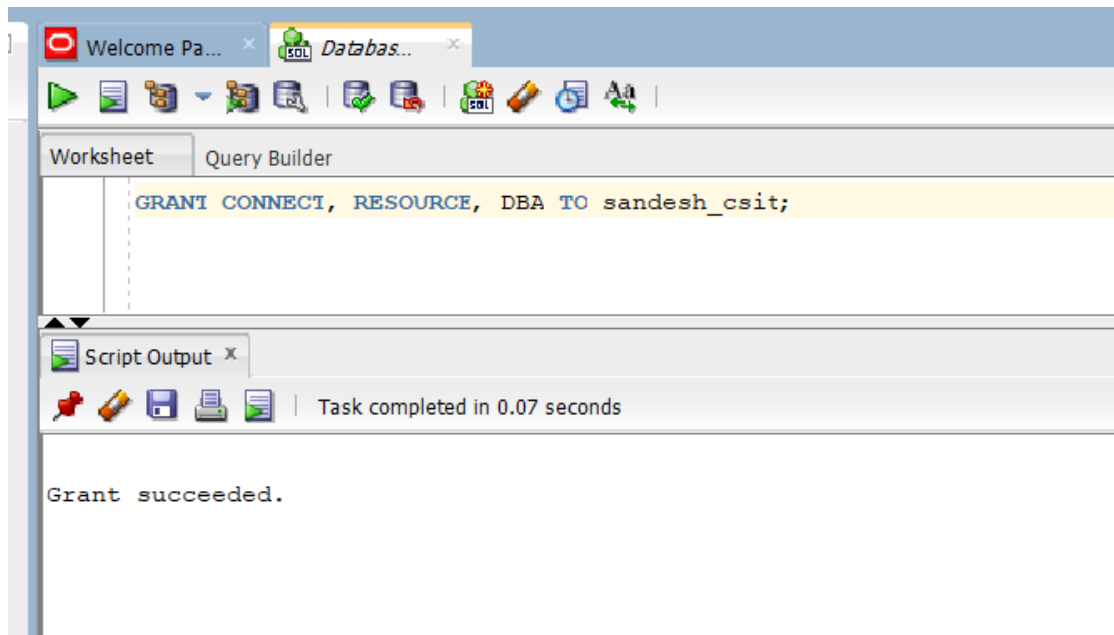 Welcome Pa...
Databas...
Worksheet
Query Builder
GRANT CONNECT, RESOURCE, DBA TO sandesh_csit;
Script Output
Task completed in 0.07 seconds
Grant succeeded.